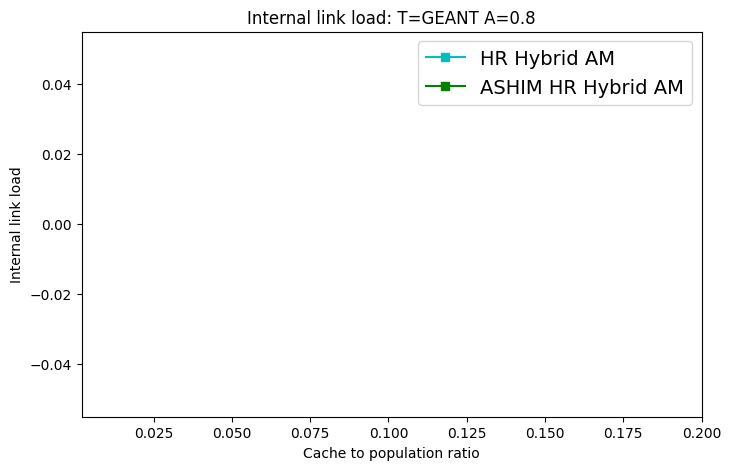 Internal link load: T=GEANT A=0.8
HR Hybrid AM
ASHIM HR Hybrid AM
Internal link load
0.04
0.02
0.00
−0.02
−0.04
0.025 0.050 0.075 0.100 0.125 0.150 0.175 0.200
Cache to population ratio